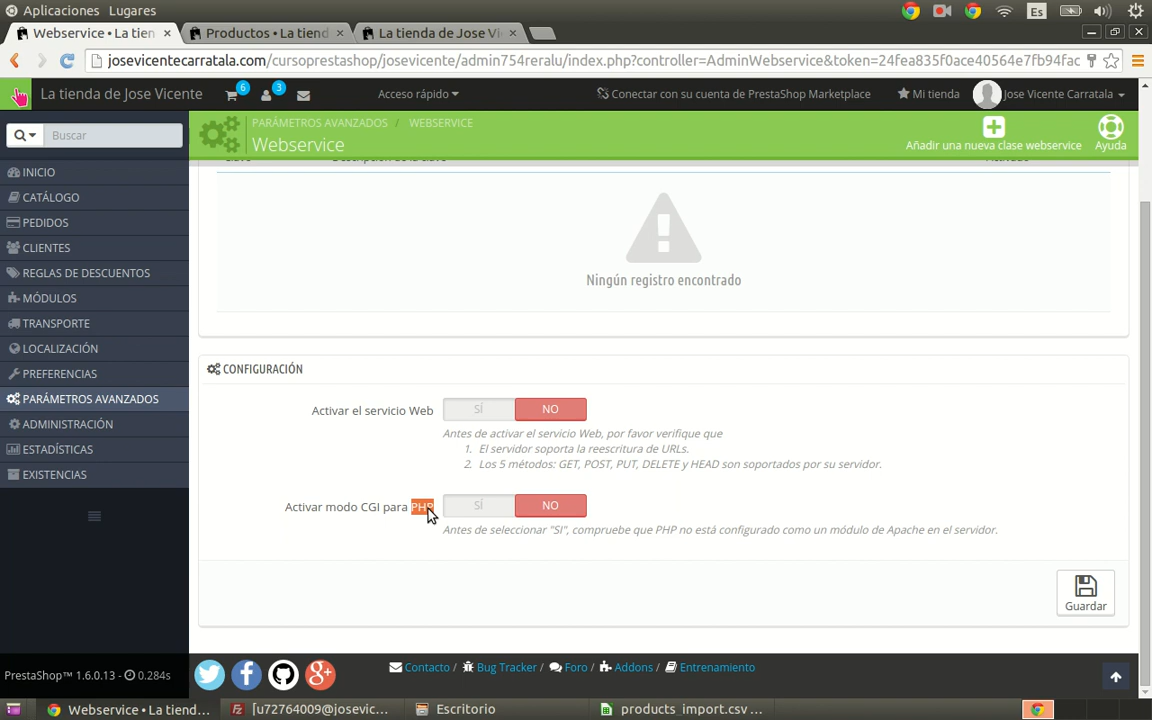 Aplicaciones Lugares
Es
Webservice • La tien
Productos • La tiend
La tienda de Jose Vi
josevicentecarratala.com/cursoprestashop/josevicente/admin754reralu/index.php?controller=AdminWebservice&token=24fea835f0ace40564e7fb94fac
La tienda de Jose Vicente
6
3
Acceso rápido
Conectar con su cuenta de PrestaShop Marketplace
Mi tienda
Jose Vicente Carratala
Buscar
PARÁMETROS AVANZADOS / WEBSERVICE
Webservice
Añadir una nueva clase webservice
Ayuda
INICIO
CATÁLOGO
PEDIDOS
CLIENTES
REGLAS DE DESCUENTOS
MÓDULOS
TRANSPORTE
LOCALIZACIÓN
PREFERENCIAS
PARÁMETROS AVANZADOS
ADMINISTRACIÓN
ESTADÍSTICAS
EXISTENCIAS
Ningún registro encontrado
CONFIGURACIÓN
Activar el servicio Web SÍ NO
Antes de activar el servicio Web, por favor verifique que
1. El servidor soporta la reescritura de URLs.
2. Los 5 métodos: GET, POST, PUT, DELETE y HEAD son soportados por su servidor.
Activar modo CGI para PHP SÍ NO
Antes de seleccionar "SI", compruebe que PHP no está configurado como un módulo de Apache en el servidor.
Guardar
PrestaShop™ 1.6.0.13 - 0.284s
Contacto / Bug Tracker / Foro / Addons / Entrenamiento
Webservice • La tiend...
[u72764009@josevic...
Escritorio
products_import.csv ...